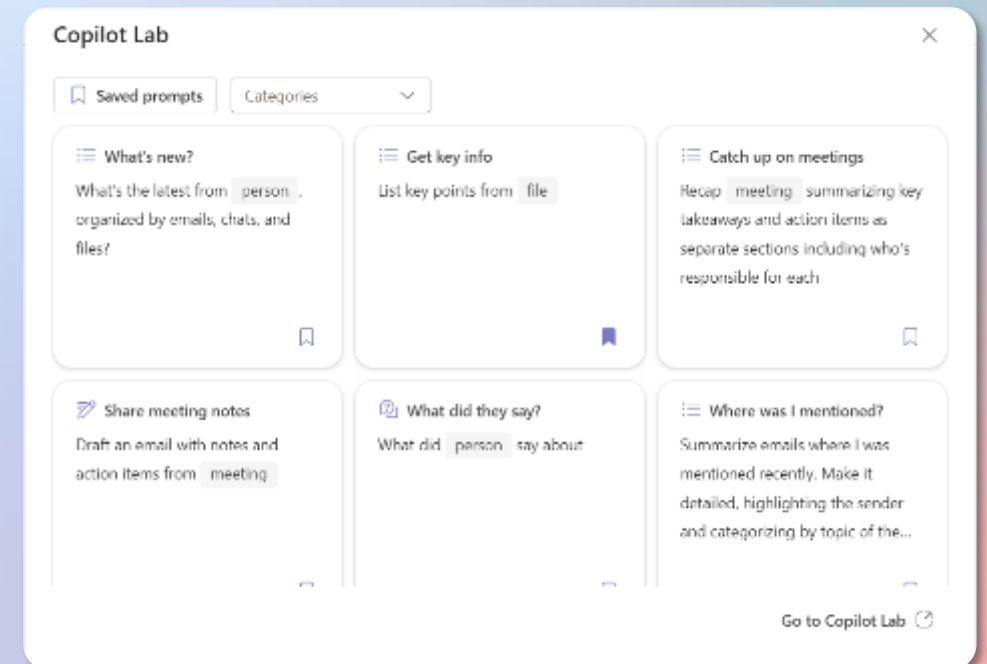 Copilot Lab
Saved prompts
Categories
What's new?
What's the latest from person ,
organized by emails, chats, and
files?
Get key info
List key points from file
Catch up on meetings
Recap meeting summarizing key
takeaways and action items as
separate sections including who's
responsible for each
Share meeting notes
Draft an email with notes and
action items from meeting
What did they say?
What did person say about
Where was I mentioned?
Summarize emails where I was
mentioned recently. Make it
detailed, highlighting the sender
and categorizing by topic of the...
Go to Copilot Lab